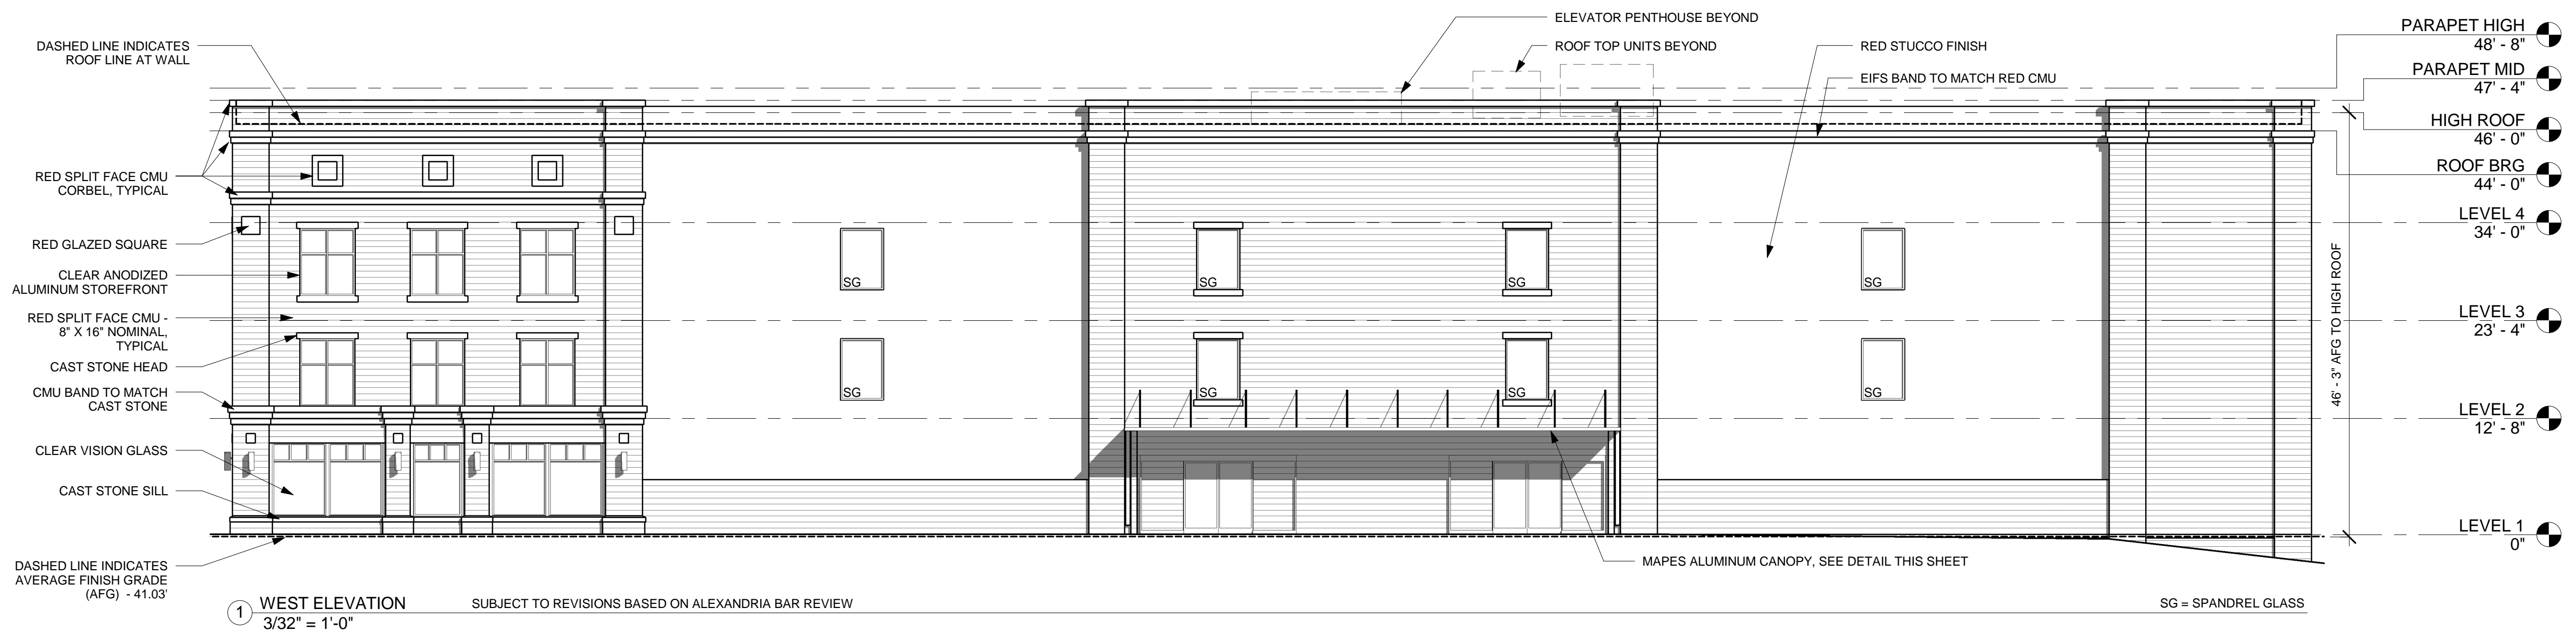 ELEVATOR PENTHOUSE BEYOND
ROOF TOP UNITS BEYOND
RED STUCCO FINISH
EIFS BAND TO MATCH RED CMU
DASHED LINE INDICATES
ROOF LINE AT WALL
RED SPLIT FACE CMU
CORBEL, TYPICAL
RED GLAZED SQUARE
CLEAR ANODIZED
ALUMINUM STOREFRONT
RED SPLIT FACE CMU -
8" X 16" NOMINAL,
TYPICAL
CAST STONE HEAD
CMU BAND TO MATCH
CAST STONE
CLEAR VISION GLASS
CAST STONE SILL
DASHED LINE INDICATES
AVERAGE FINISH GRADE
(AFG) - 41.03'
SG
SG
SG
SG
SG
SG
SG
SG
MAPES ALUMINUM CANOPY, SEE DETAIL THIS SHEET
46' - 3" AFG TO HIGH ROOF
PARAPET HIGH
48' - 8"
PARAPET MID
47' - 4"
HIGH ROOF
46' - 0"
ROOF BRG
44' - 0"
LEVEL 4
34' - 0"
LEVEL 3
23' - 4"
LEVEL 2
12' - 8"
LEVEL 1
0"
1 WEST ELEVATION
3/32" = 1'-0"
SUBJECT TO REVISIONS BASED ON ALEXANDRIA BAR REVIEW
SG = SPANDREL GLASS